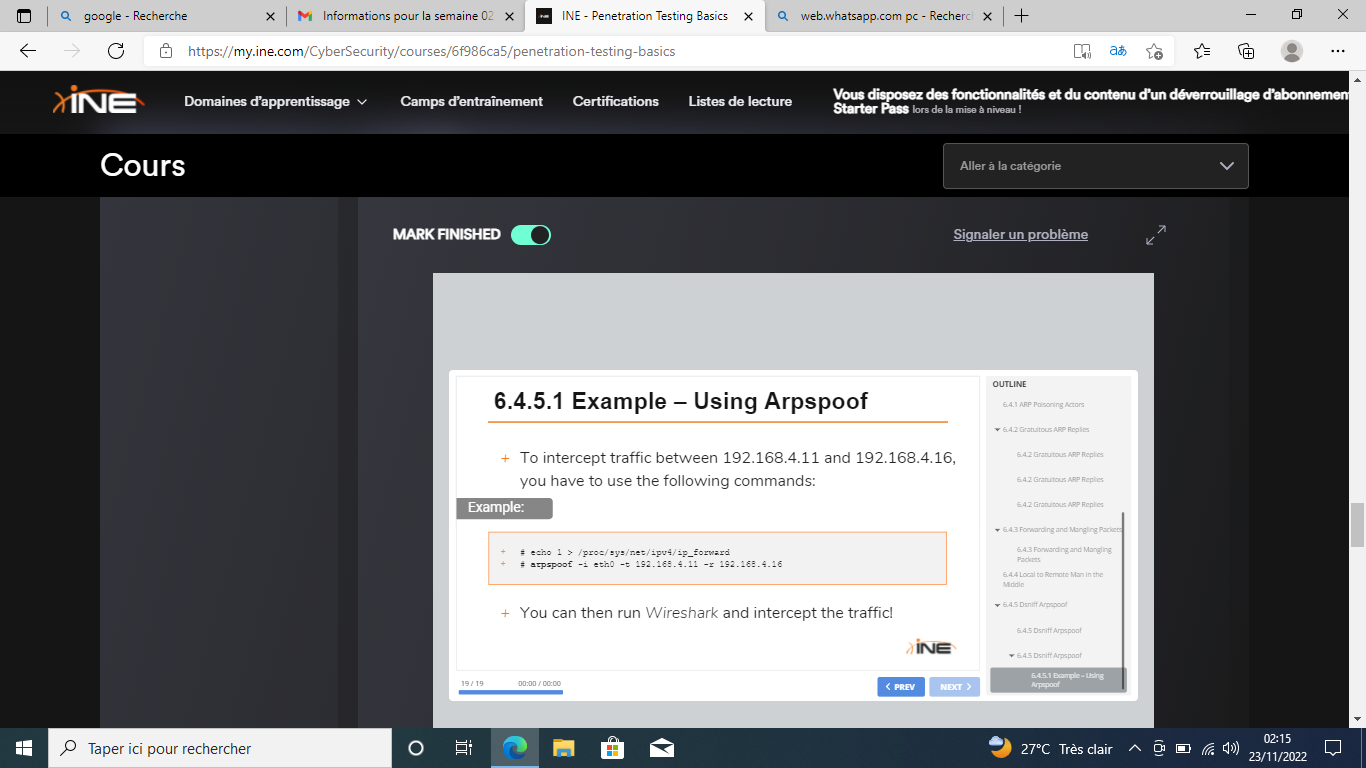 google - Recherche
Informations pour la semaine 02
INE - Penetration Testing Basics
web.whatsapp.com pc - Recherc
https://my.ine.com/CyberSecurity/courses/6f986ca5/penetration-testing-basics
INE
Domaines d'apprentissage
Camps d'entraînement
Certifications
Listes de lecture
Vous disposez des fonctionnalités et du contenu d'un déverrouillage d'abonnemen
Starter Pass lors de la mise à niveau !
Cours
Aller à la catégorie
MARK FINISHED
Signaler un problème
6.4.5.1 Example – Using Arpspoof
+ To intercept traffic between 192.168.4.11 and 192.168.4.16,
you have to use the following commands:
Example:
+ # echo 1 > /proc/sys/net/ipv4/ip_forward
+ # arpspoof -i eth0 -t 192.168.4.11 -r 192.168.4.16
+ You can then run Wireshark and intercept the traffic!
INE
19 / 19
00:00 / 00:00
PREV
NEXT
OUTLINE
6.4.1 ARP Poisoning Actors
6.4.2 Gratuitous ARP Replies
6.4.2 Gratuitous ARP Replies
6.4.2 Gratuitous ARP Replies
6.4.2 Gratuitous ARP Replies
6.4.3 Forwarding and Mangling Packets
6.4.3 Forwarding and Mangling
Packets
6.4.4 Local to Remote Man in the
Middle
6.4.5 Dsniff Arpspoof
6.4.5 Dsniff Arpspoof
6.4.5 Dsniff Arpspoof
6.4.5.1 Example – Using
Arpspoof
Taper ici pour rechercher
27°C Très clair
02:15
23/11/2022